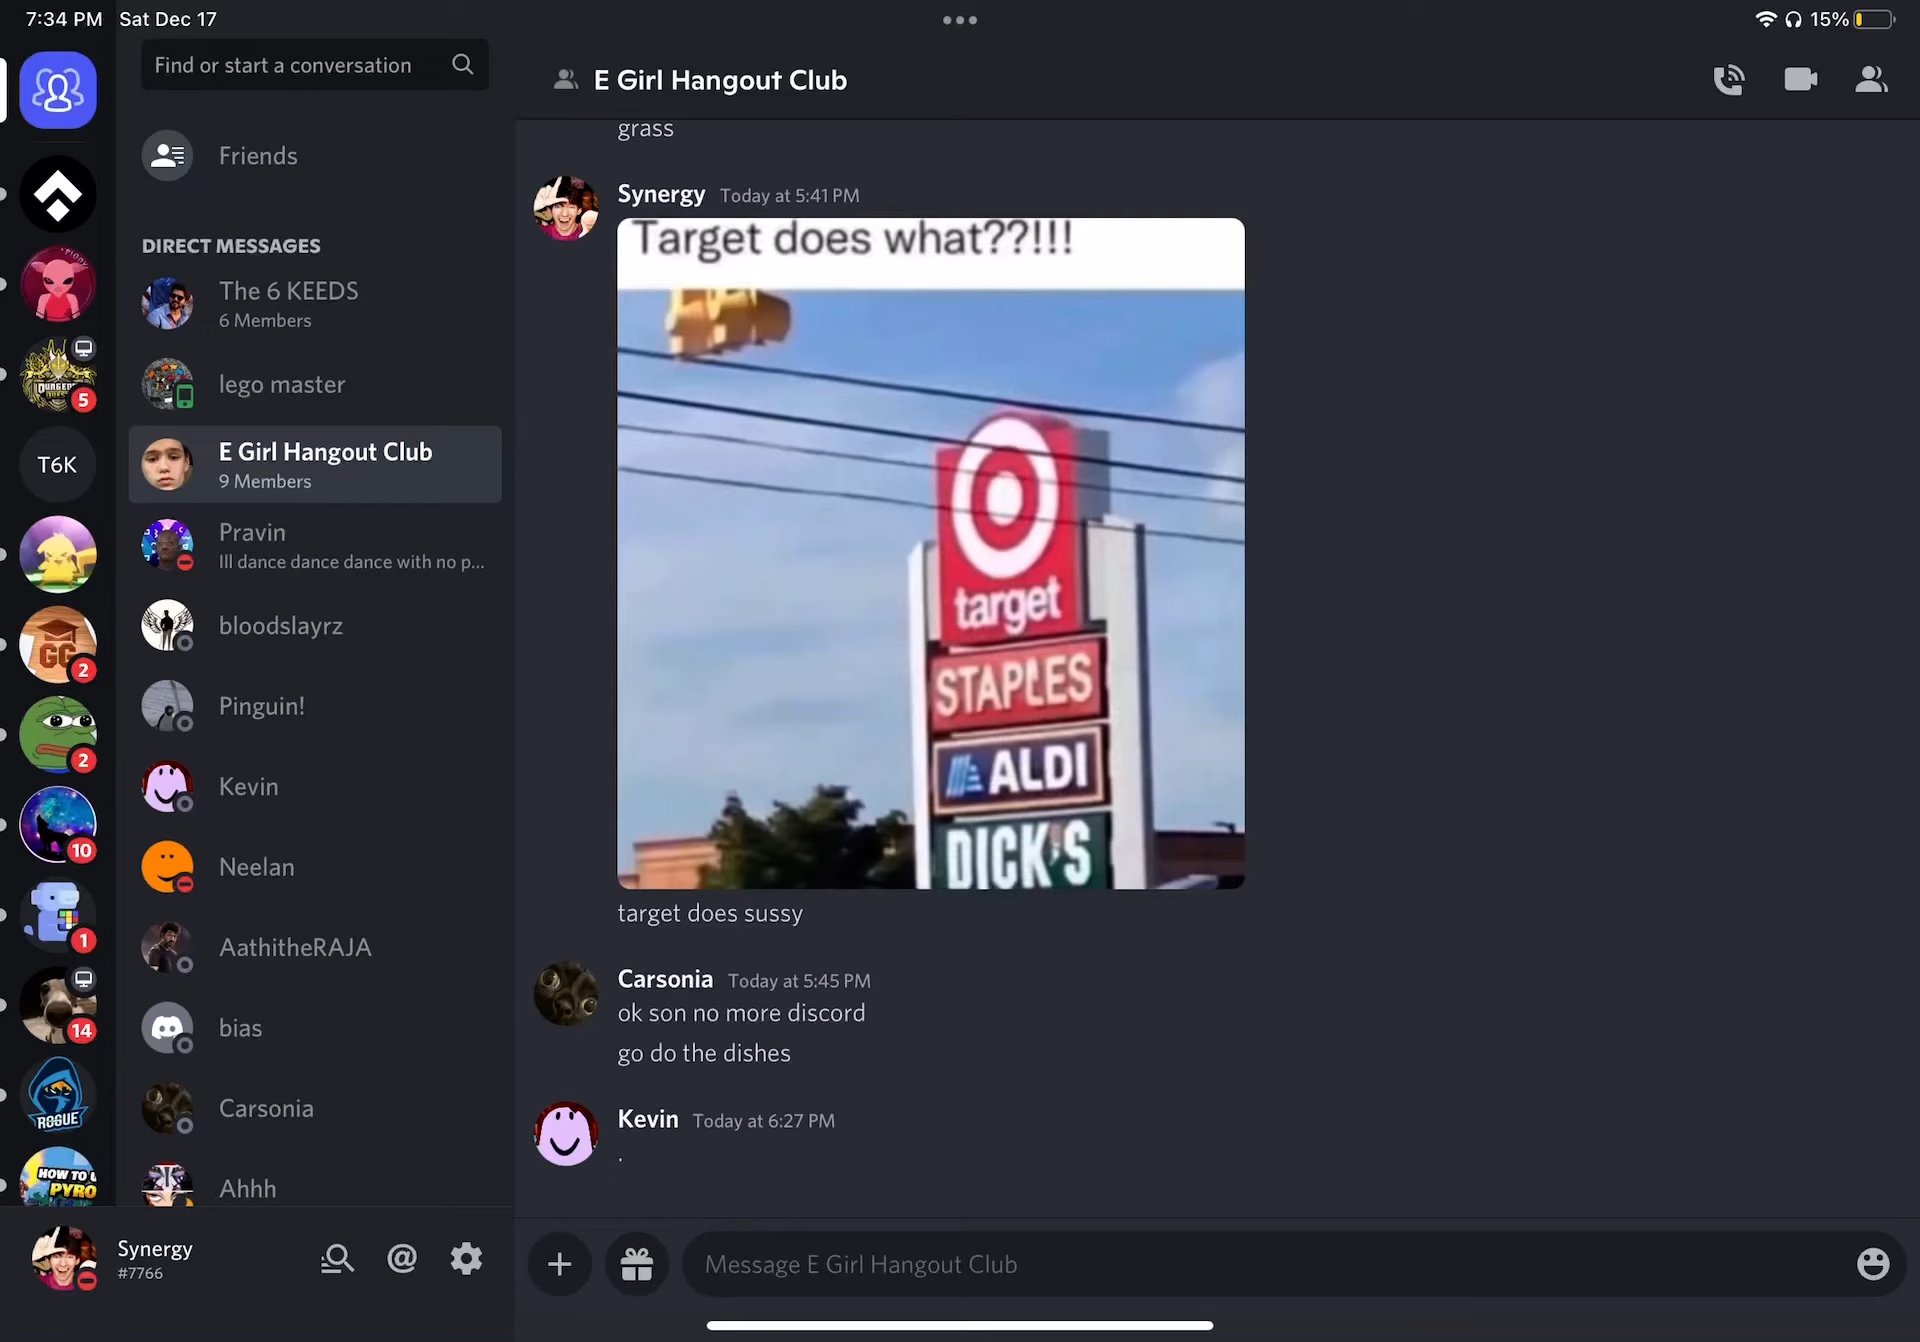 7:34 PM Sat Dec 17
15%
Find or start a conversation
E Girl Hangout Club
Friends
DIRECT MESSAGES
The 6 KEEDS
6 Members
lego master
E Girl Hangout Club
9 Members
Pravin
Ill dance dance dance with no p...
bloodslayrz
Pinguin!
Kevin
Neelan
AathitheRAJA
bias
Carsonia
Ahhh
5
T6K
GG
2
2
10
1
14
ROGUE
HOW TO U
PYRO
Synergy
#7766
grass
Synergy Today at 5:41 PM
Target does what??!!!
target
STAPLES
ALDI
DICK'S
target does sussy
Carsonia Today at 5:45 PM
ok son no more discord
go do the dishes
Kevin Today at 6:27 PM
.
Message E Girl Hangout Club